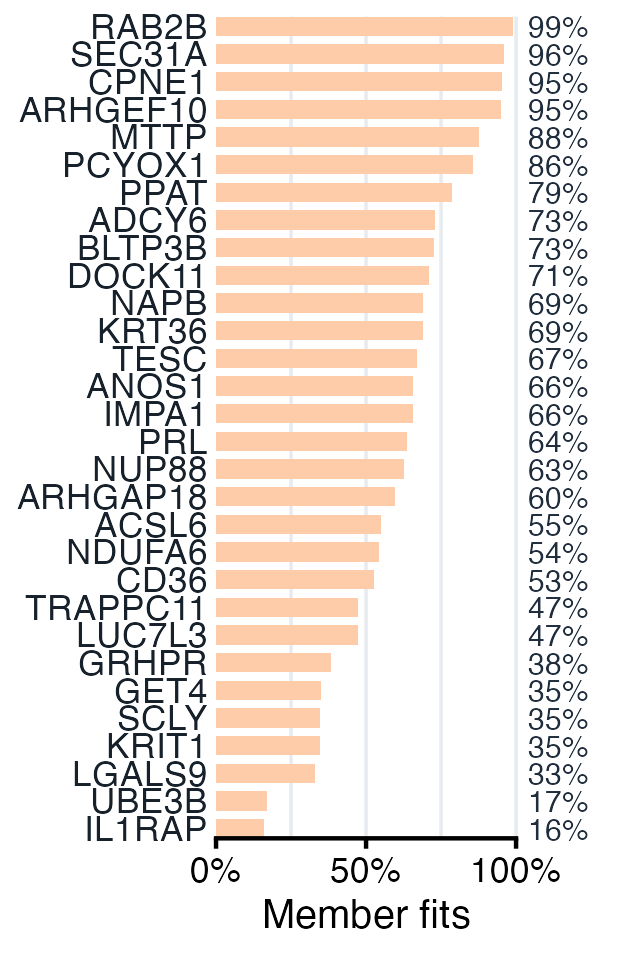 RAB2B 99%
SEC31A 96%
CPNE1 95%
ARHGEF10 95%
MTTP 88%
PCYOX1 86%
PPAT 79%
ADCY6 73%
BLTP3B 73%
DOCK11 71%
NAPB 69%
KRT36 69%
TESC 67%
ANOS1 66%
IMPA1 66%
PRL 64%
NUP88 63%
ARHGAP18 60%
ACSL6 55%
NDUFA6 54%
CD36 53%
TRAPPC11 47%
LUC7L3 47%
GRHPR 38%
GET4 35%
SCLY 35%
KRIT1 35%
LGALS9 33%
UBE3B 17%
IL1RAP 16%
0% 50% 100%
Member fits